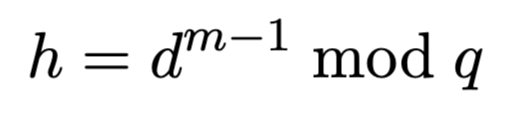 h = d^{m-1} mod q